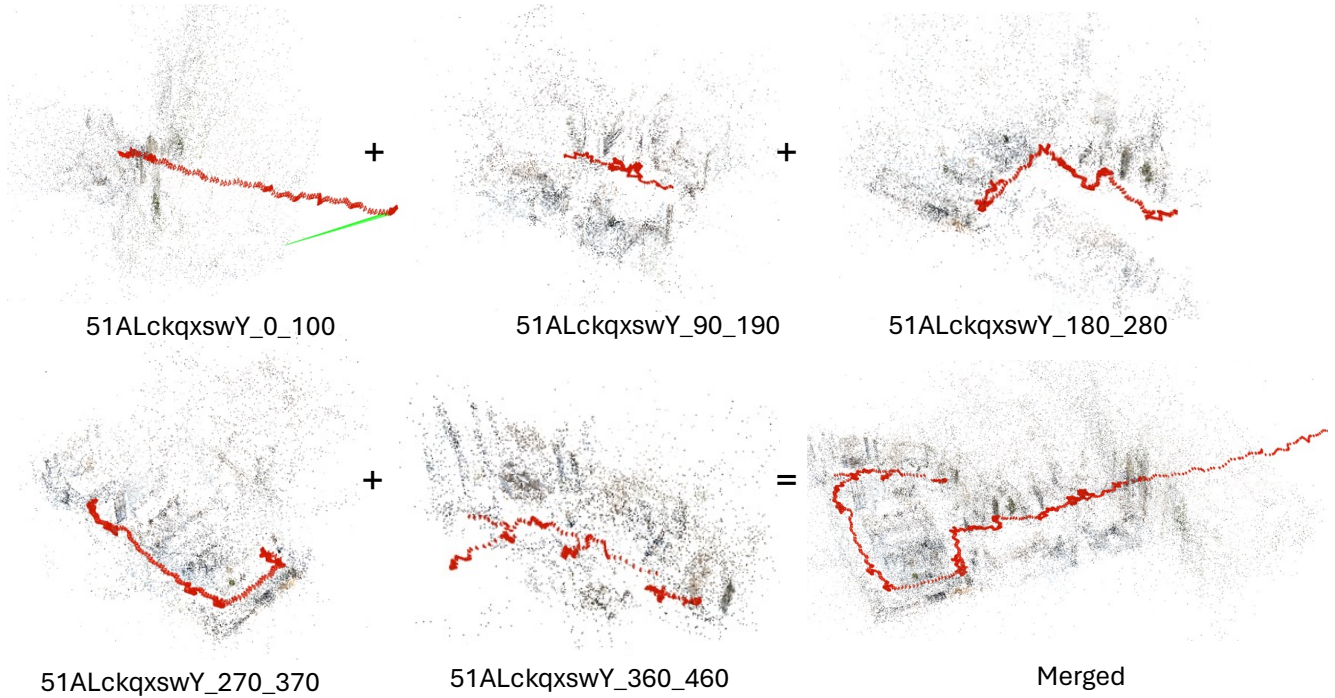 +
+
51ALckqxswY_0_100
51ALckqxswY_90_190
51ALckqxswY_180_280
+
=
51ALckqxswY_270_370
51ALckqxswY_360_460
Merged